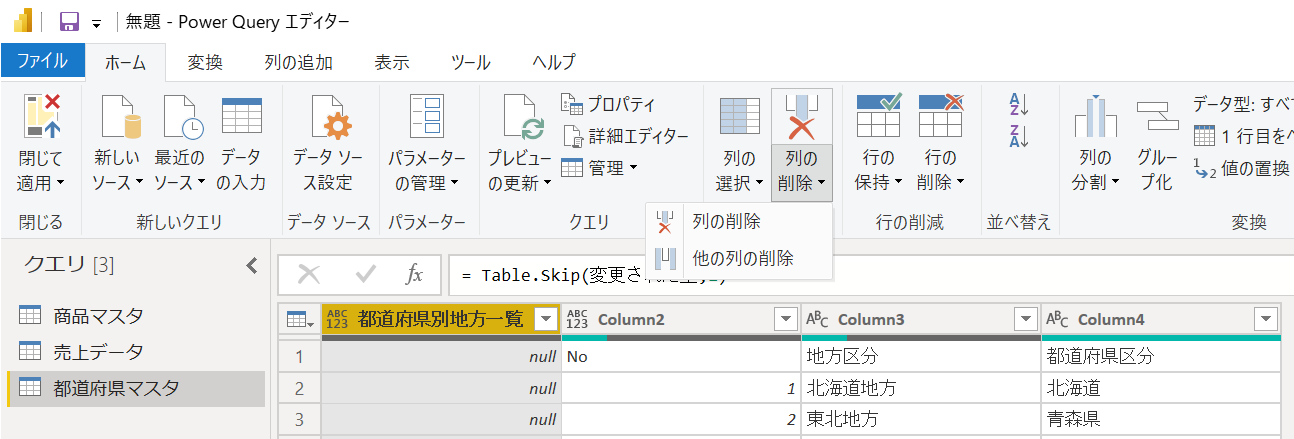 無題 - Power Query エディター
ファイル ホーム 変換 列の追加 表示 ツール ヘルプ
閉じて
適用
新しい
ソース
最近の
ソース
データ
の入力
データ ソー
ス設定
パラメーター
の管理
プレビュー
の更新
プロパティ
詳細エディター
管理
列の
選択
列の
削除
行の
保持
行の
削除
A
Z
Z
A
列の
分割
グルー
プ化
データ型: すべ
1 行目をヘ
1
2
値の置換
閉じる 新しいクエリ データ ソース パラメーター クエリ 行の削減 並べ替え 変換
列の削除
他の列の削除
クエリ [3]
商品マスタ
売上データ
都道府県マスタ
fx
= Table.Skip(変更された
ABC
123
都道府県別地方一覧
ABC
123
Column2
ABC
Column3
ABC
Column4
1 null No 地方区分 都道府県区分
2 null 1 北海道地方 北海道
3 null 2 東北地方 青森県